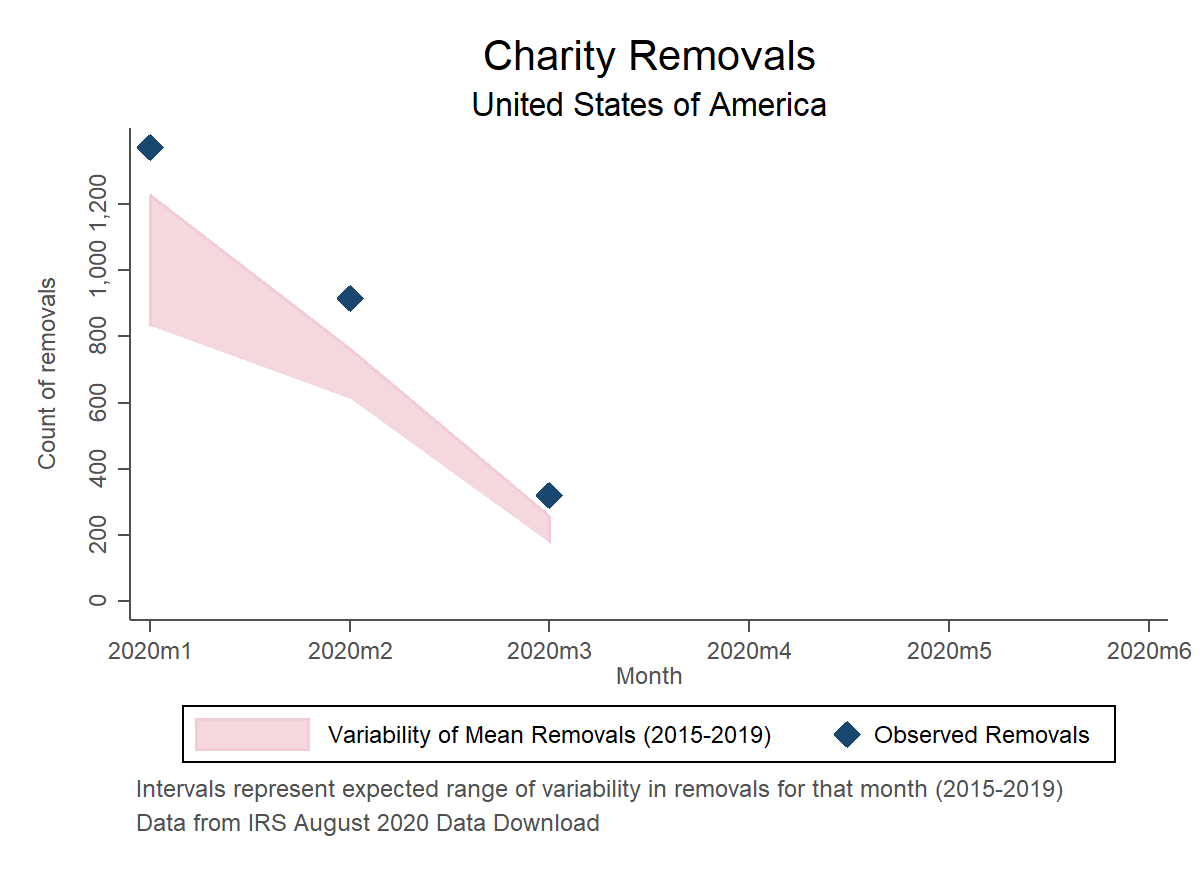 Charity Removals
United States of America
Count of removals
1,200
1,000
800
600
400
200
0
2020m1 2020m2 2020m3 2020m4 2020m5 2020m6
Month
Variability of Mean Removals (2015-2019) Observed Removals
Intervals represent expected range of variability in removals for that month (2015-2019)
Data from IRS August 2020 Data Download